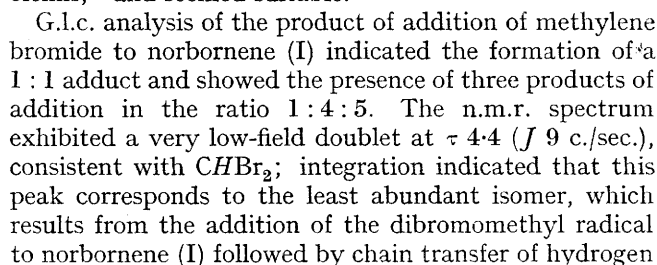 G.l.c. analysis of the product of addition of methylene
bromide to norbornene (I) indicated the formation of a
1 : 1 adduct and showed the presence of three products of
addition in the ratio 1 : 4 : 5. The n.m.r. spectrum
exhibited a very low-field doublet at τ 4·4 (J 9 c./sec.),
consistent with CHBr₂; integration indicated that this
peak corresponds to the least abundant isomer, which
results from the addition of the dibromomethyl radical
to norbornene (I) followed by chain transfer of hydrogen